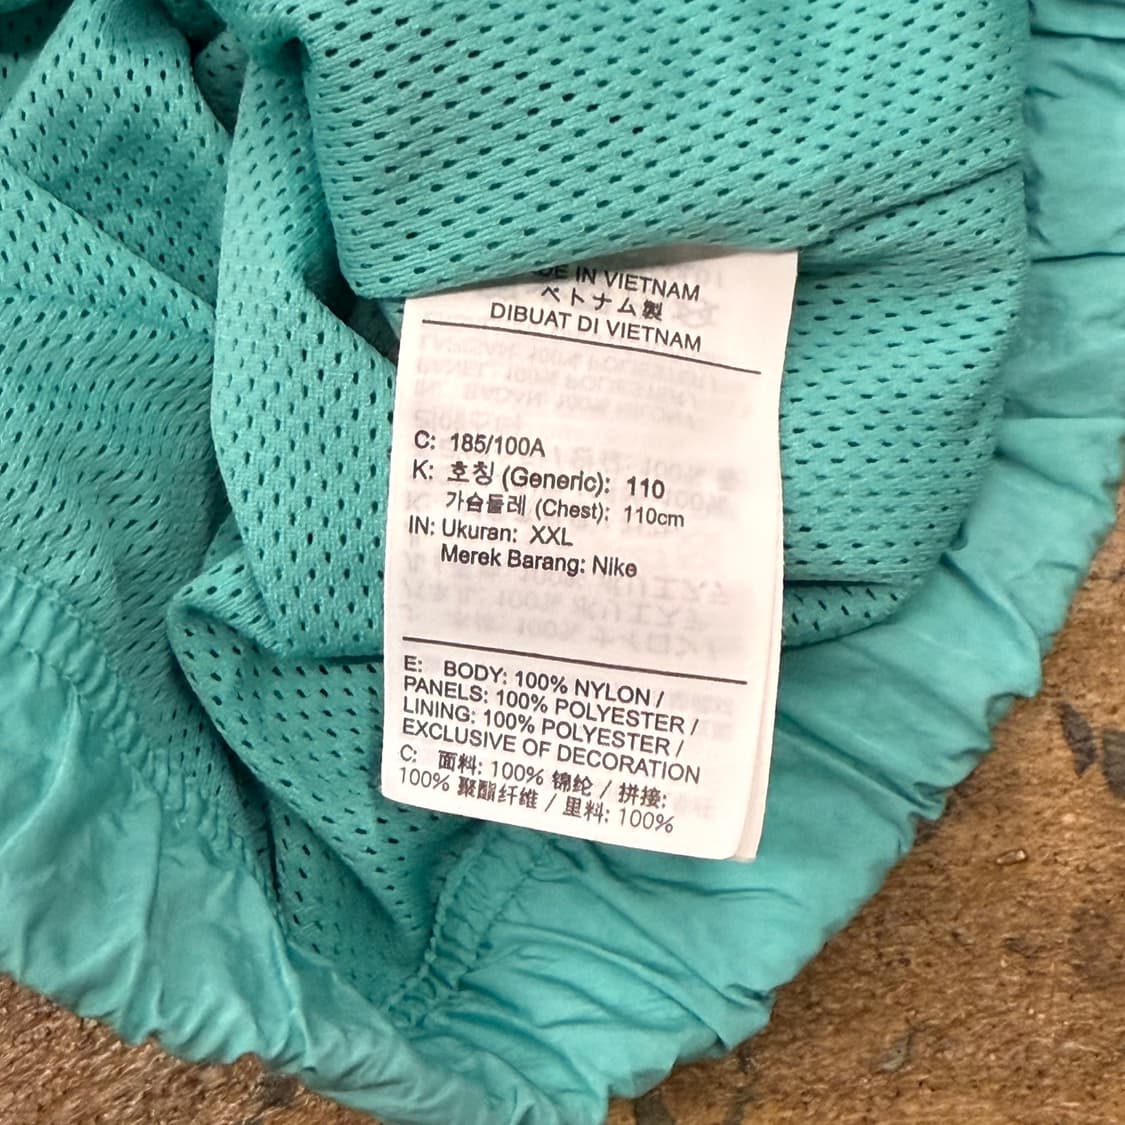 DE IN VIETNAM
ベトナム製
DIBUAT DI VIETNAM
C: 185/100A
K: 호칭 (Generic): 110
가슴둘레 (Chest): 110cm
IN: Ukuran: XXL
Merek Barang: Nike
E: BODY: 100% NYLON /
PANELS: 100% POLYESTER /
LINING: 100% POLYESTER /
EXCLUSIVE OF DECORATION
C: 面料: 100% 锦纶 / 拼接:
100% 聚酯纤维 / 里料: 100%